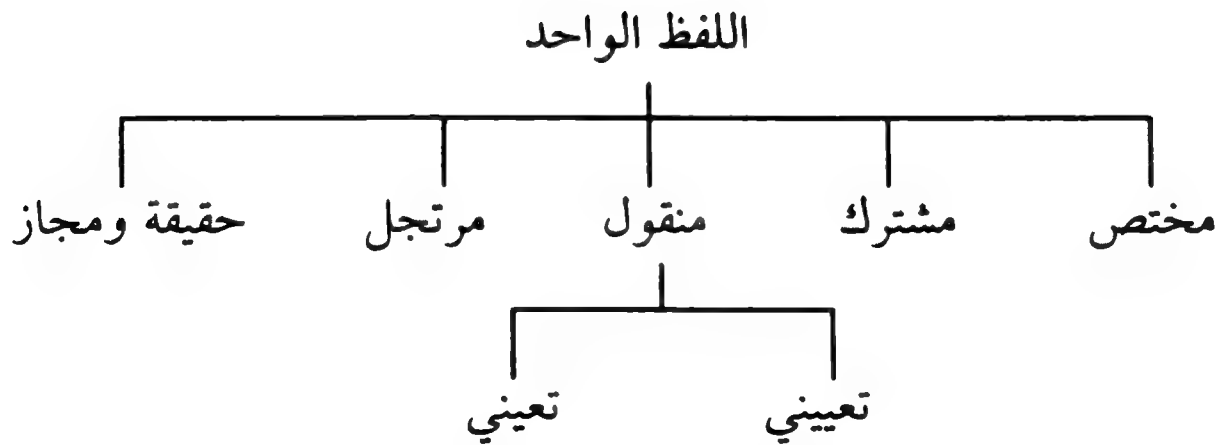 اللفظ الواحد
مختص مشترك منقول مرتجل حقيقة ومجاز
تعييني تعيني